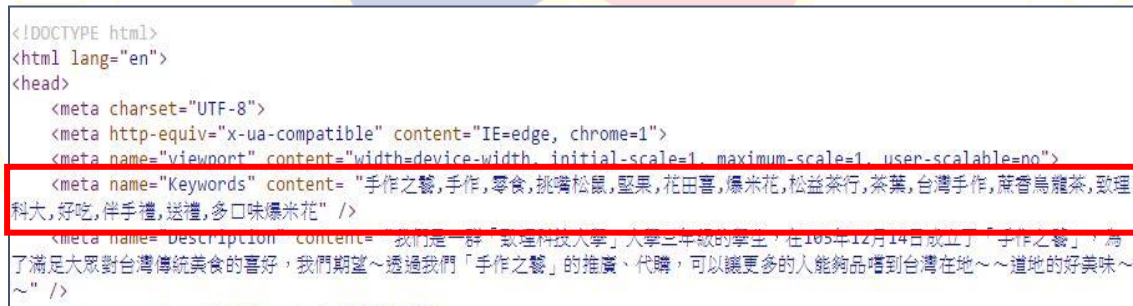 <!DOCTYPE html>
<html lang="en">
<head>
<meta charset="UTF-8">
<meta http-equiv="x-ua-compatible" content="IE=edge, chrome=1">
<meta name="viewport" content="width=device-width, initial-scale=1, maximum-scale=1, user-scalable=no">
<meta name="Keywords" content= "手作之饕,手作,零食,挑嘴松鼠,堅果,花田喜,爆米花,松益茶行,茶葉,台灣手作,蔗香烏龍茶,致理
科大,好吃,伴手禮,送禮,多口味爆米花" />
<meta name="Description" content= "我們是一群「致理科技大學」大學三年級的學生,在105年12月14日成立了「手作之饕」,為
了滿足大眾對台灣傳統美食的喜好,我們期望~透過我們「手作之饕」的推廣、代購,可以讓更多的人能夠品嚐到台灣在地~~道地的好美味~
~" />